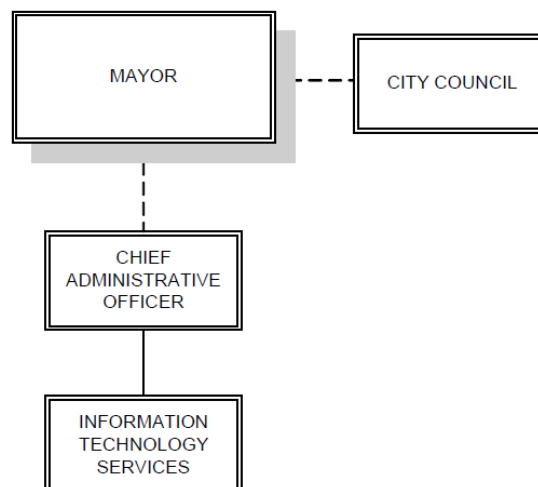 MAYOR
CITY COUNCIL
CHIEF
ADMINISTRATIVE
OFFICER
INFORMATION
TECHNOLOGY
SERVICES